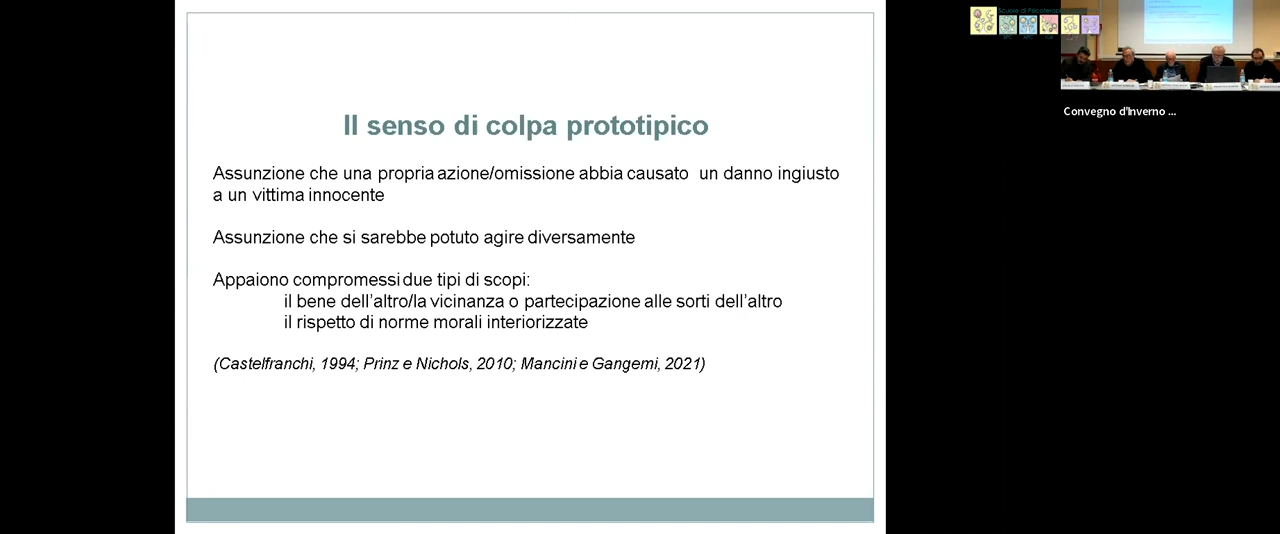 Il senso di colpa prototipico
Assunzione che una propria azione/omissione abbia causato un danno ingiusto
a un vittima innocente
Assunzione che si sarebbe potuto agire diversamente
Appaiono compromessi due tipi di scopi:
il bene dell'altro/la vicinanza o partecipazione alle sorti dell'altro
il rispetto di norme morali interiorizzate
(Castelfranchi, 1994; Prinz e Nichols, 2010; Mancini e Gangemi, 2021)
Scuole di Psicoterapia
Convegno d'Inverno ...